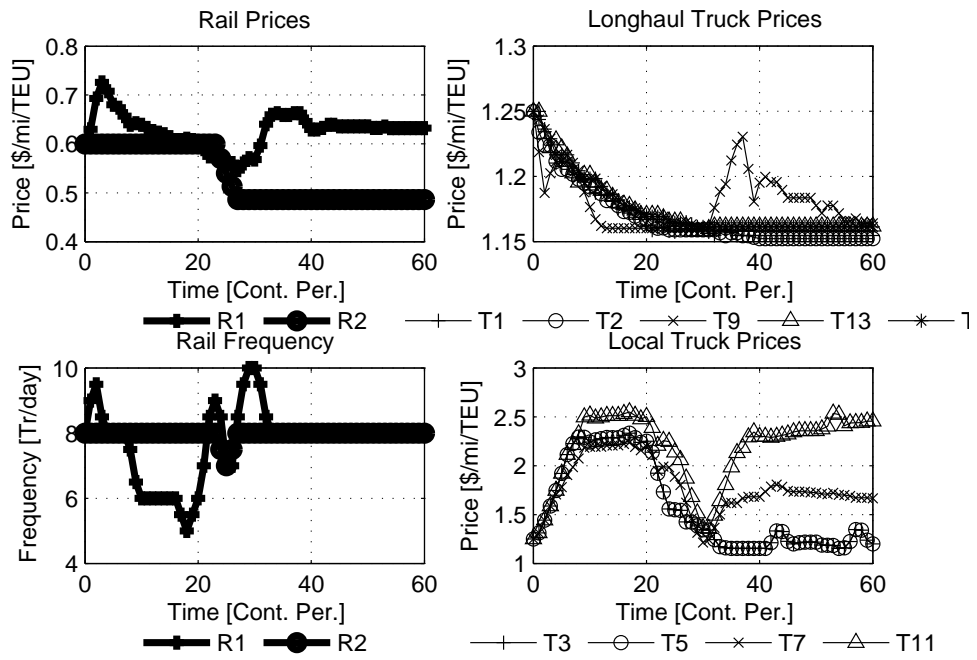 Rail Prices
0.8
0.7
0.6
0.5
0.4
Price [$/mi/TEU]
0 20 40 60
Time [Cont. Per.]
R1 R2
Longhaul Truck Prices
1.3
1.25
1.2
1.15
Price [$/mi/TEU]
0 20 40 60
Time [Cont. Per.]
T1 T2 T9 T13 T
Rail Frequency
10
8
6
4
Frequency [Tr/day]
0 20 40 60
Time [Cont. Per.]
R1 R2
Local Truck Prices
3
2.5
2
1.5
1
Price [$/mi/TEU]
0 20 40 60
Time [Cont. Per.]
T3 T5 T7 T11